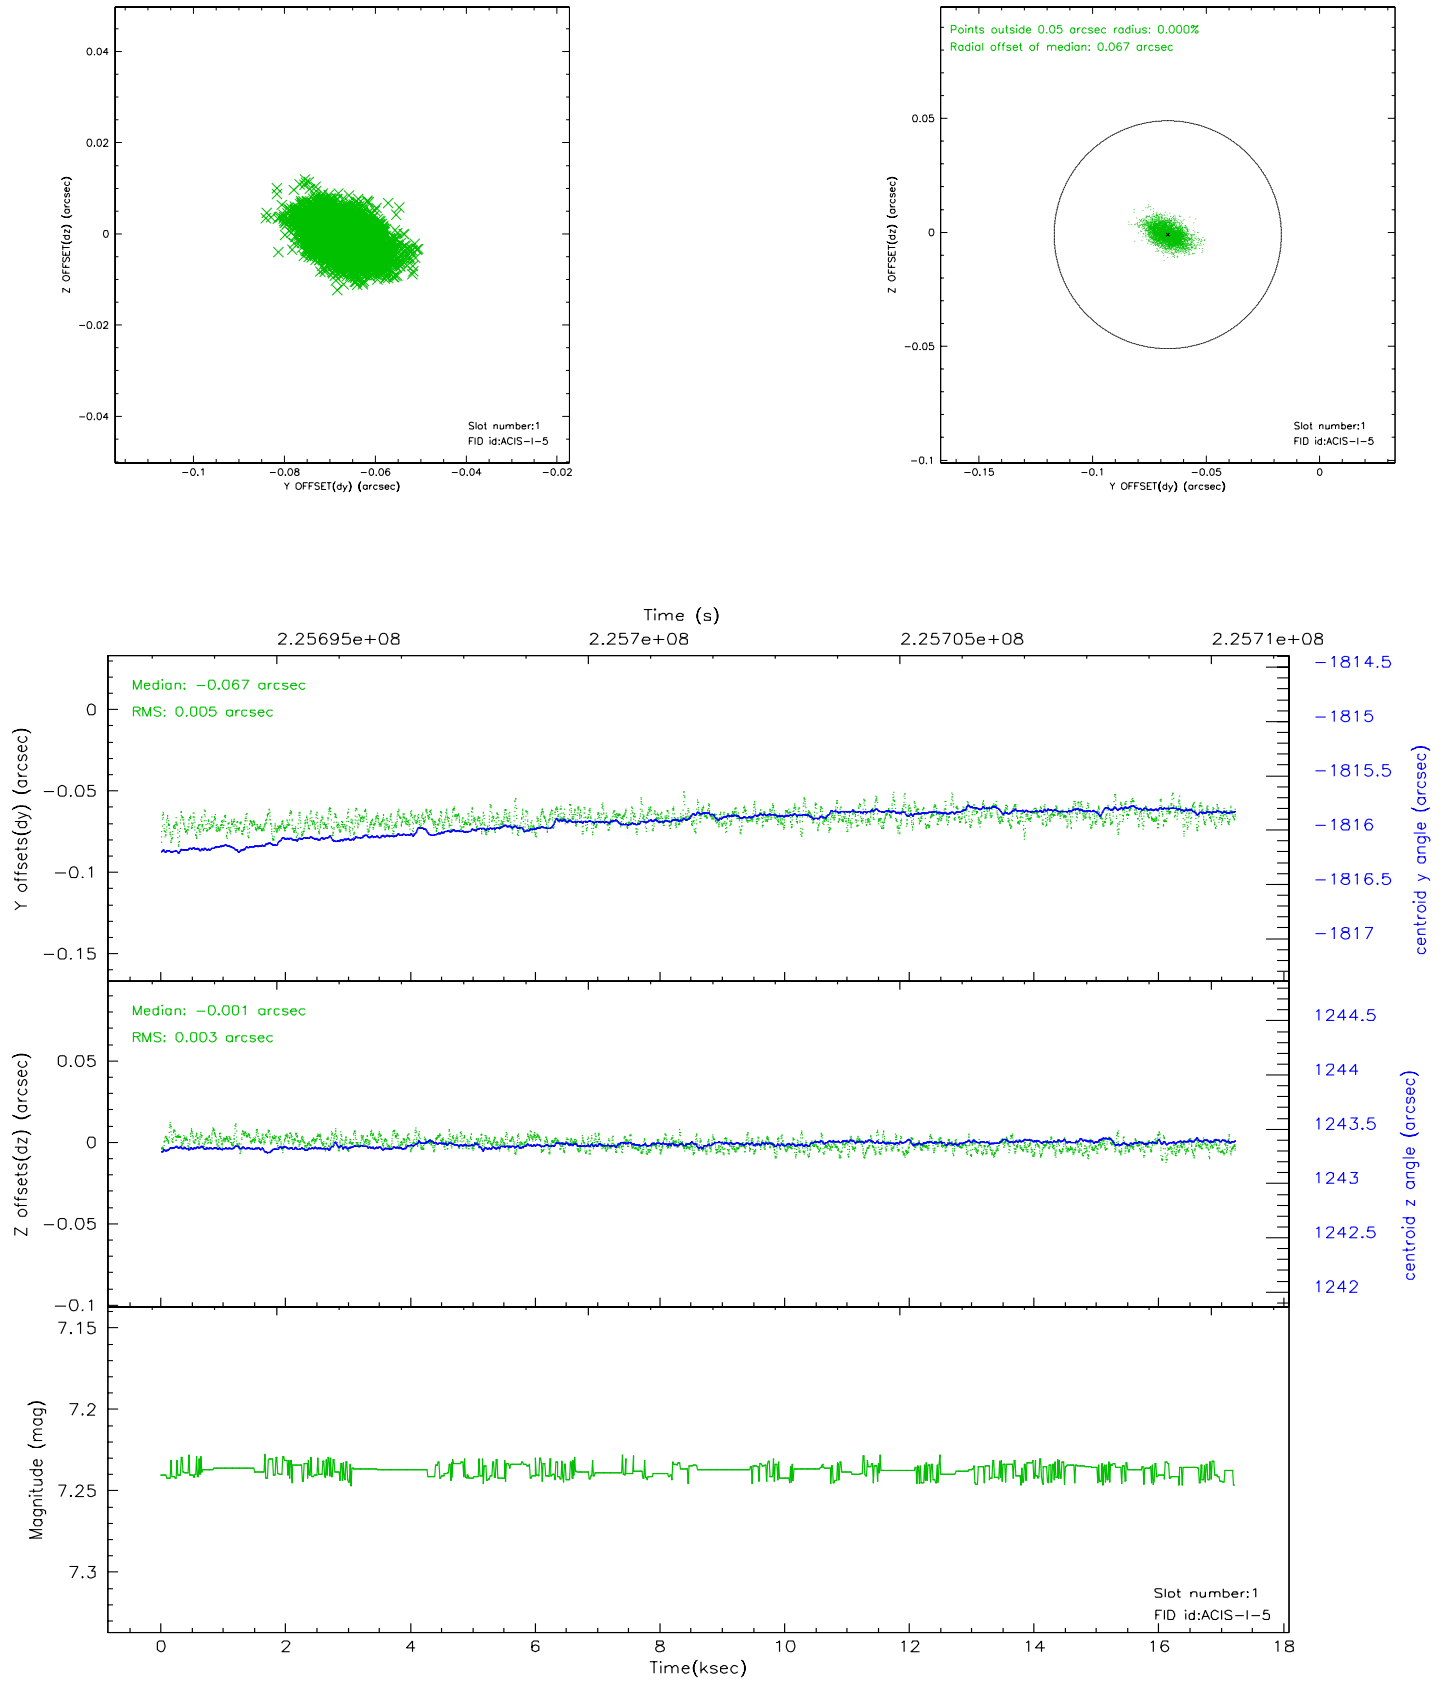 0.04
0.02
0
−0.02
−0.04
Z OFFSET(dz) (arcsec)
Slot number:1
FID id:ACIS−I−5
−0.1
−0.08
−0.06
−0.04
−0.02
Y OFFSET(dy) (arcsec)
Points outside 0.05 arcsec radius: 0.000%
Radial offset of median: 0.067 arcsec
0.05
0
−0.05
−0.1
Z OFFSET(dz) (arcsec)
Slot number:1
FID id:ACIS−I−5
−0.15
−0.1
−0.05
0
Y OFFSET(dy) (arcsec)
Time (s)
2.25695e+08
2.257e+08
2.25705e+08
2.2571e+08
Median: −0.067 arcsec
RMS: 0.005 arcsec
0
−0.05
−0.1
−0.15
Y offsets(dy) (arcsec)
−1814.5
−1815
−1815.5
−1816
−1816.5
−1817
centroid y angle (arcsec)
Median: −0.001 arcsec
RMS: 0.003 arcsec
0.05
0
−0.05
−0.1
Z offsets(dz) (arcsec)
1244.5
1244
1243.5
1243
1242.5
1242
centroid z angle (arcsec)
7.15
7.2
7.25
7.3
Magnitude (mag)
Slot number:1
FID id:ACIS−I−5
0
2
4
6
8
10
12
14
16
18
Time(ksec)